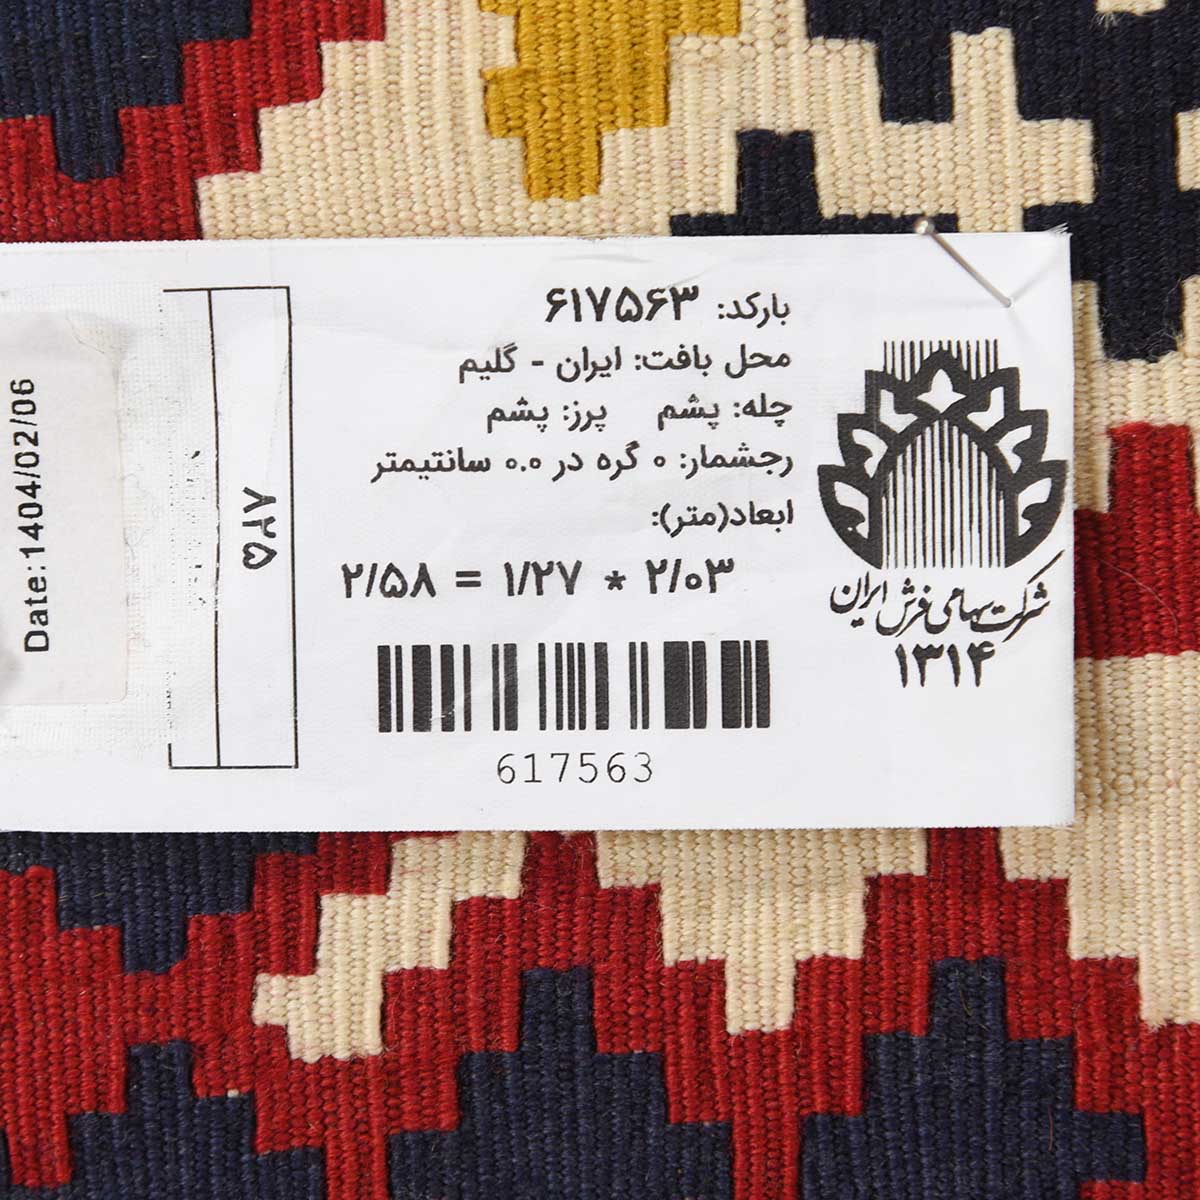 بارکد: ۶۱۷۵۶۳
محل بافت: ایران - گلیم
چله: پشم پرز: پشم
رجشمار: ۰ گره در ۰.۰ سانتیمتر
ابعاد(متر):
۲/۰۳ * ۱/۲۷ = ۲/۵۸
617563
شرکت سهامی فرش ایران
۱۳۱۴
۸۲۵
Date:1404/02/06